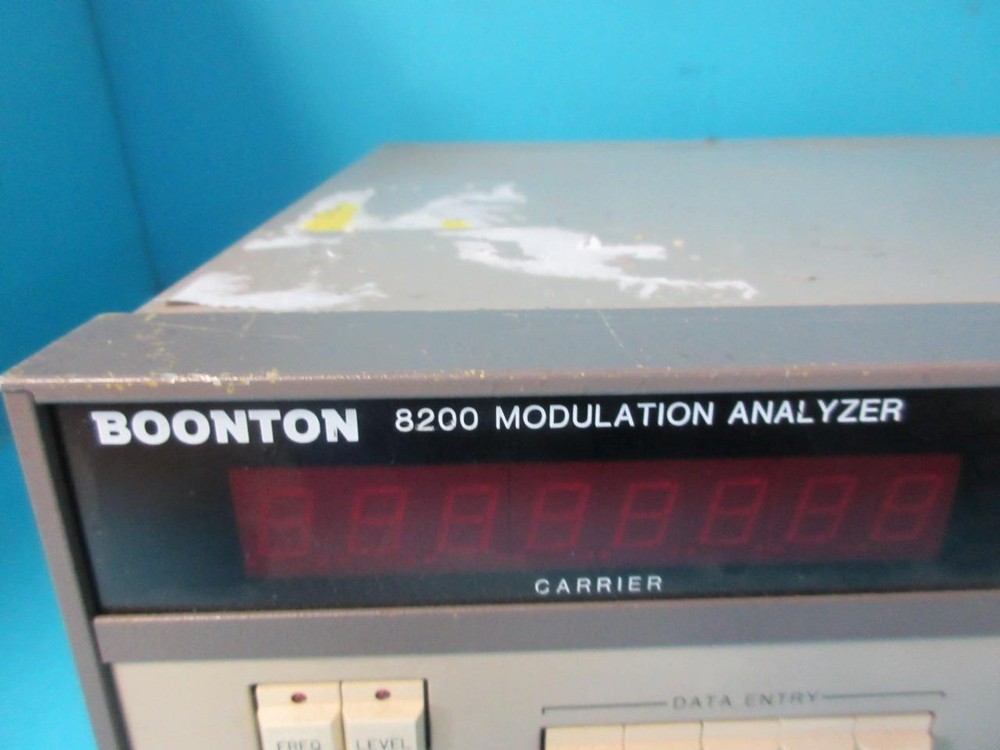 BOONTON 8200 MODULATION ANALYZER
CARRIER
DATA ENTRY
FREQ LEVEL